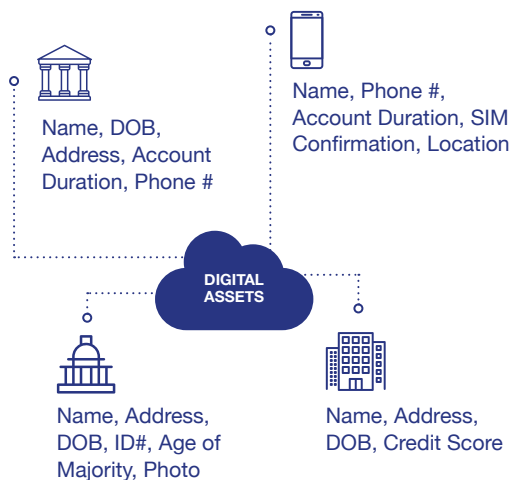 Name, DOB,
Address, Account
Duration, Phone #
Name, Phone #,
Account Duration, SIM
Confirmation, Location
DIGITAL
ASSETS
Name, Address,
DOB, ID#, Age of
Majority, Photo
Name, Address,
DOB, Credit Score